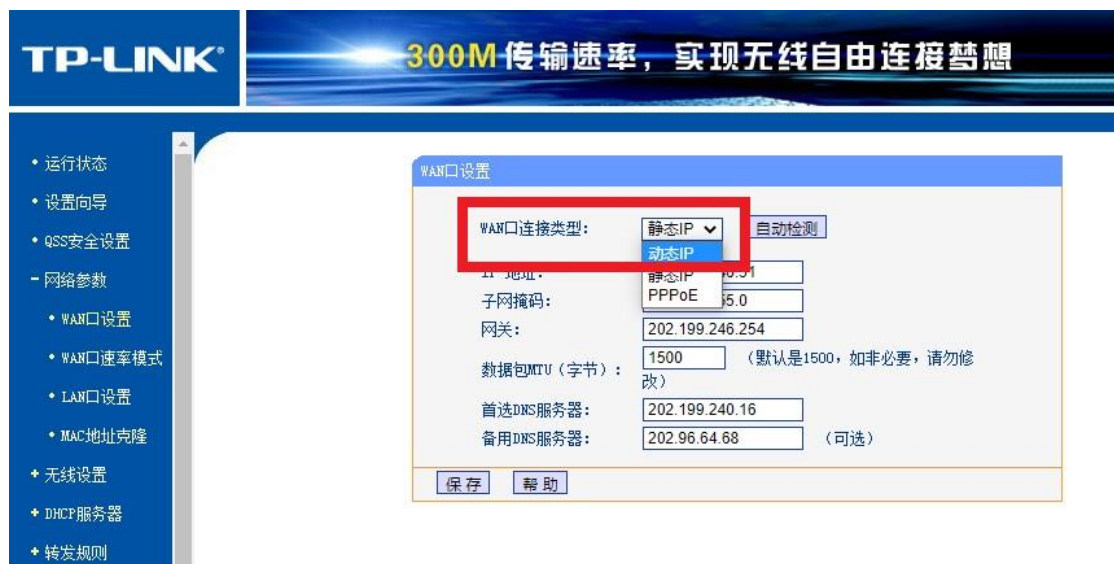 TP-LINK®
300M传输速率，实现无线自由连接梦想
• 运行状态
• 设置向导
• QSS安全设置
- 网络参数
• WAN口设置
• WAN口速率模式
• LAN口设置
• MAC地址克隆
+ 无线设置
+ DHCP服务器
+ 转发规则
WAN口设置
WAN口连接类型： 静态IP 自动检测
动态IP
静态IP
PPPoE
IP 地址：
子网掩码： 5.0
网关： 202.199.246.254
数据包MTU（字节）： 1500 （默认是1500，如非必要，请勿修
改）
首选DNS服务器： 202.199.240.16
备用DNS服务器： 202.96.64.68 （可选）
保存 帮助